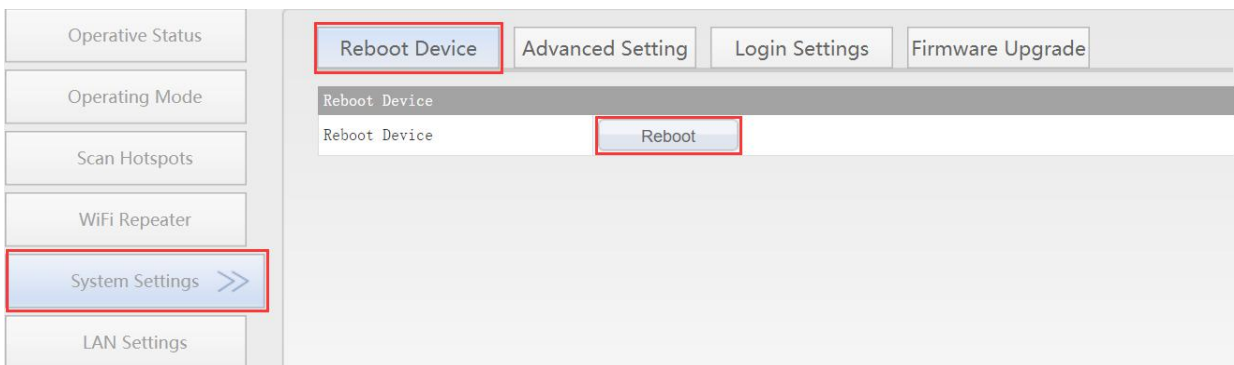 Operative Status
Operating Mode
Scan Hotspots
WiFi Repeater
System Settings >>
LAN Settings
Reboot Device Advanced Setting Login Settings Firmware Upgrade
Reboot Device
Reboot Device Reboot